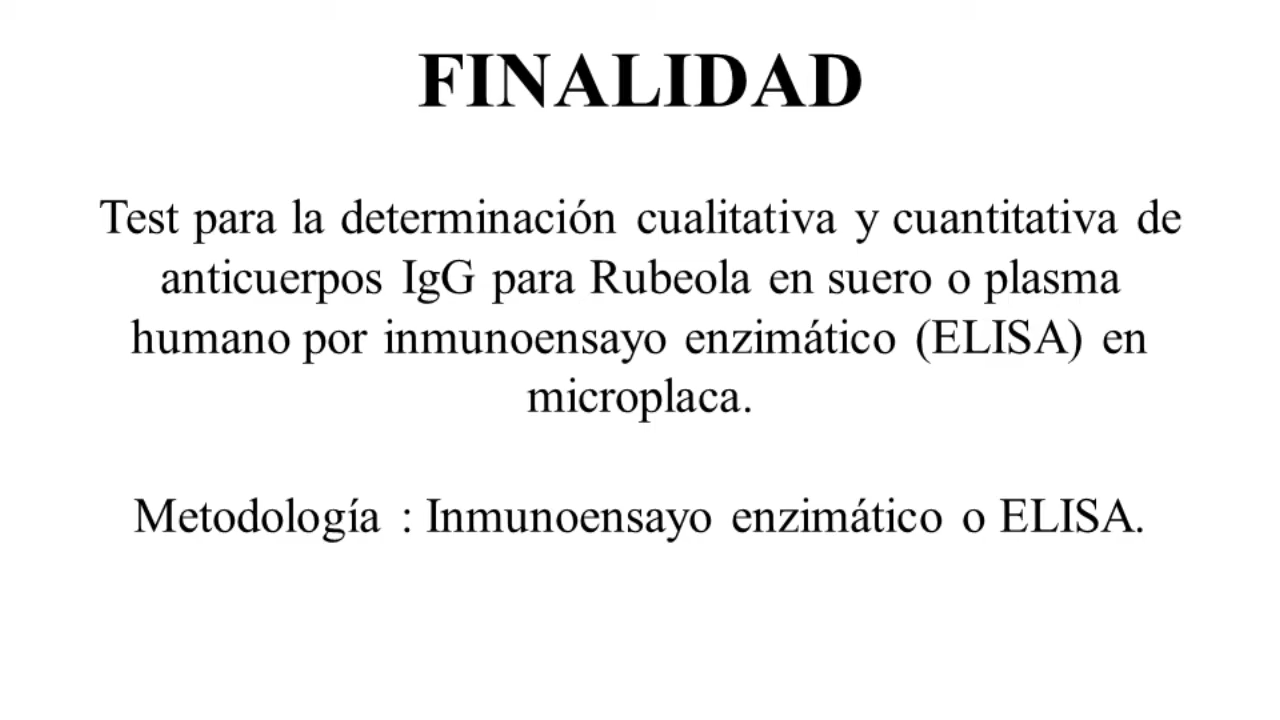 FINALIDAD
Test para la determinación cualitativa y cuantitativa de
anticuerpos IgG para Rubeola en suero o plasma
humano por inmunoensayo enzimático (ELISA) en
microplaca.
Metodología : Inmunoensayo enzimático o ELISA.